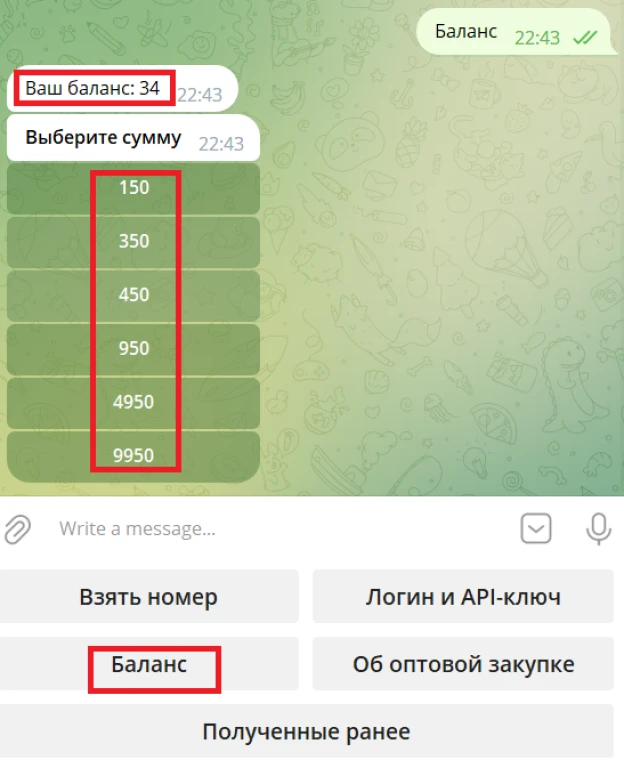 Баланс 22:43
Ваш баланс: 34 22:43
Выберите сумму 22:43
150
350
450
950
4950
9950
Write a message...
Взять номер
Логин и API-ключ
Баланс
Об оптовой закупке
Полученные ранее